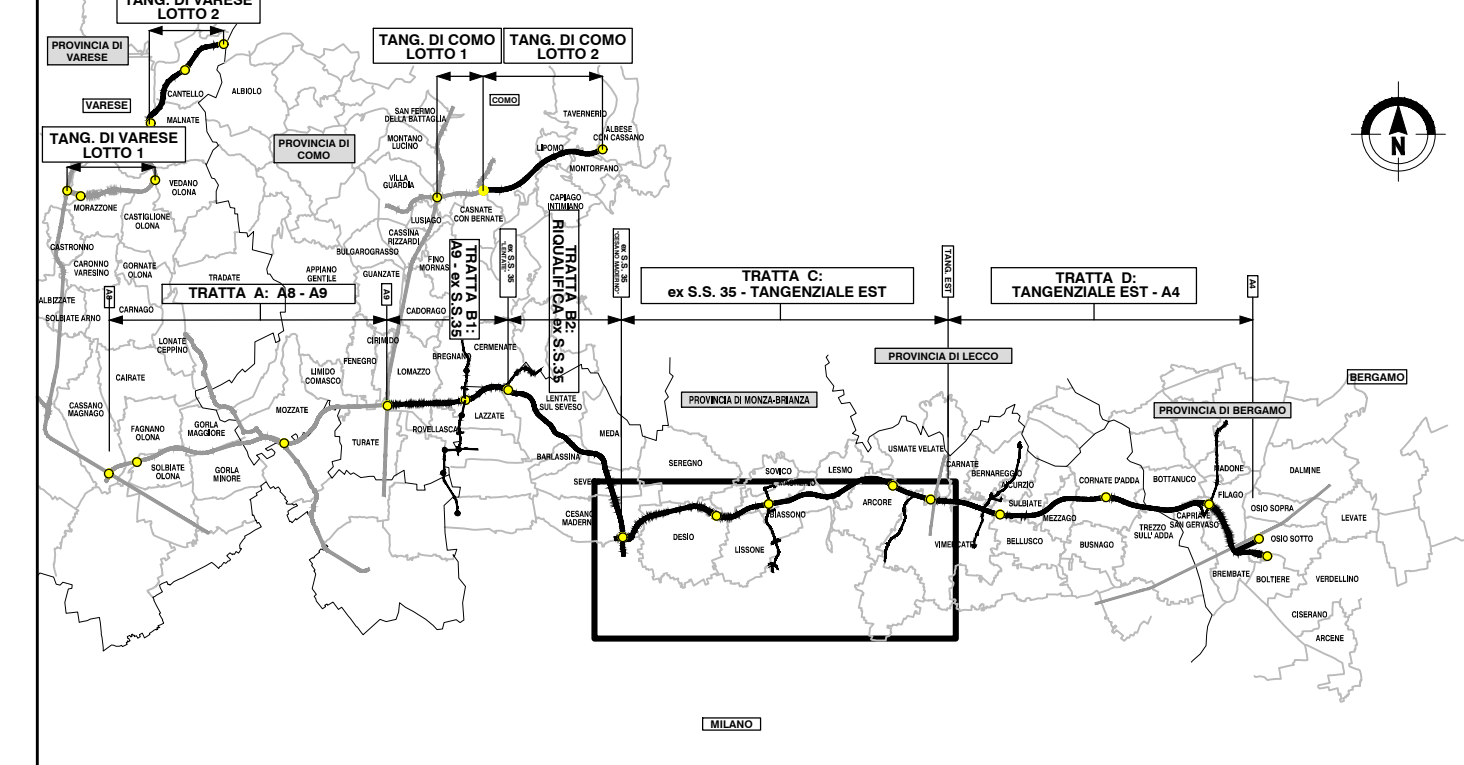 TANG. DI VARESE
LOTTO 2
PROVINCIA DI
VARESE
CANTELLO
ALBIOLO
VARESE
MALNATE
TANG. DI VARESE
LOTTO 1
PROVINCIA DI
COMO
TANG. DI COMO
LOTTO 1
TANG. DI COMO
LOTTO 2
COMO
SAN FERMO
DELLA BATTAGLIA
TAVERNERIO
ALBESE
CON CASSANO
MONTANO
LUCINO
LIPOMO
MONTORFANO
VILLA
GUARDIA
VEDANO
OLONA
MORAZZONE
CASTIGLIONE
OLONA
LUSIAGO
CASNATE
CON BERNATE
CAPIAGO
INTIMIANO
CASSINA
RIZZARDI
CASTRONNO
BULGAROGRASSO
CARONNO
VARESINO
GORNATE
OLONA
TRADATE
APPIANO
GENTILE
GUANZATE
FINO
MORNAS
ALBIZZATE
SOLBIATE ARNO
CARNAGO
A8
TRATTA A: A8 - A9
A9
CADORAGO
TRATTA B1:
A9 - ex S.S.35
ex S.S. 35
"LENTATE"
TRATTA B2:
RIQUALIFICA ex S.S.35
ex S.S. 35
"CESANO MADERNO"
TRATTA C:
ex S.S. 35 - TANGENZIALE EST
TANG. EST
TRATTA D:
TANGENZIALE EST - A4
A4
LONATE
CEPPINO
CIRIMIDO
FENEGRO
BREGNANO
CERMENATE
PROVINCIA DI LECCO
CAIRATE
LIMIDO
COMASCO
LOMAZZO
BERGAMO
CASSANO
MAGNAGO
MOZZATE
LAZZATE
LENTATE
SUL SEVESO
PROVINCIA DI MONZA-BRIANZA
PROVINCIA DI BERGAMO
FAGNANO
OLONA
GORLA
MAGGIORE
TURATE
ROVELLASCA
MEDA
SOLBIATE
OLONA
GORLA
MINORE
BARLASSINA
SEREGNO
SOVICO
LESMO
USMATE VELATE
CARNATE
BERNAREGGIO
AICURZIO
CORNATE D'ADDA
BOTTANUCO
MADONE
DALMINE
FILAGO
ARCORE
SULBIATE
MEZZAGO
CAPRIATE
SAN GERVASO
OSIO SOPRA
LEVATE
CESANO
MADERN
BIASSONO
DESIO
LISSONE
VIMERCATE
BELLUSCO
BUSNAGO
TREZZO
SULL' ADDA
OSIO SOTTO
BREMBATE
BOLTIERE
VERDELLINO
CISERANO
ARCENE
MILANO
N